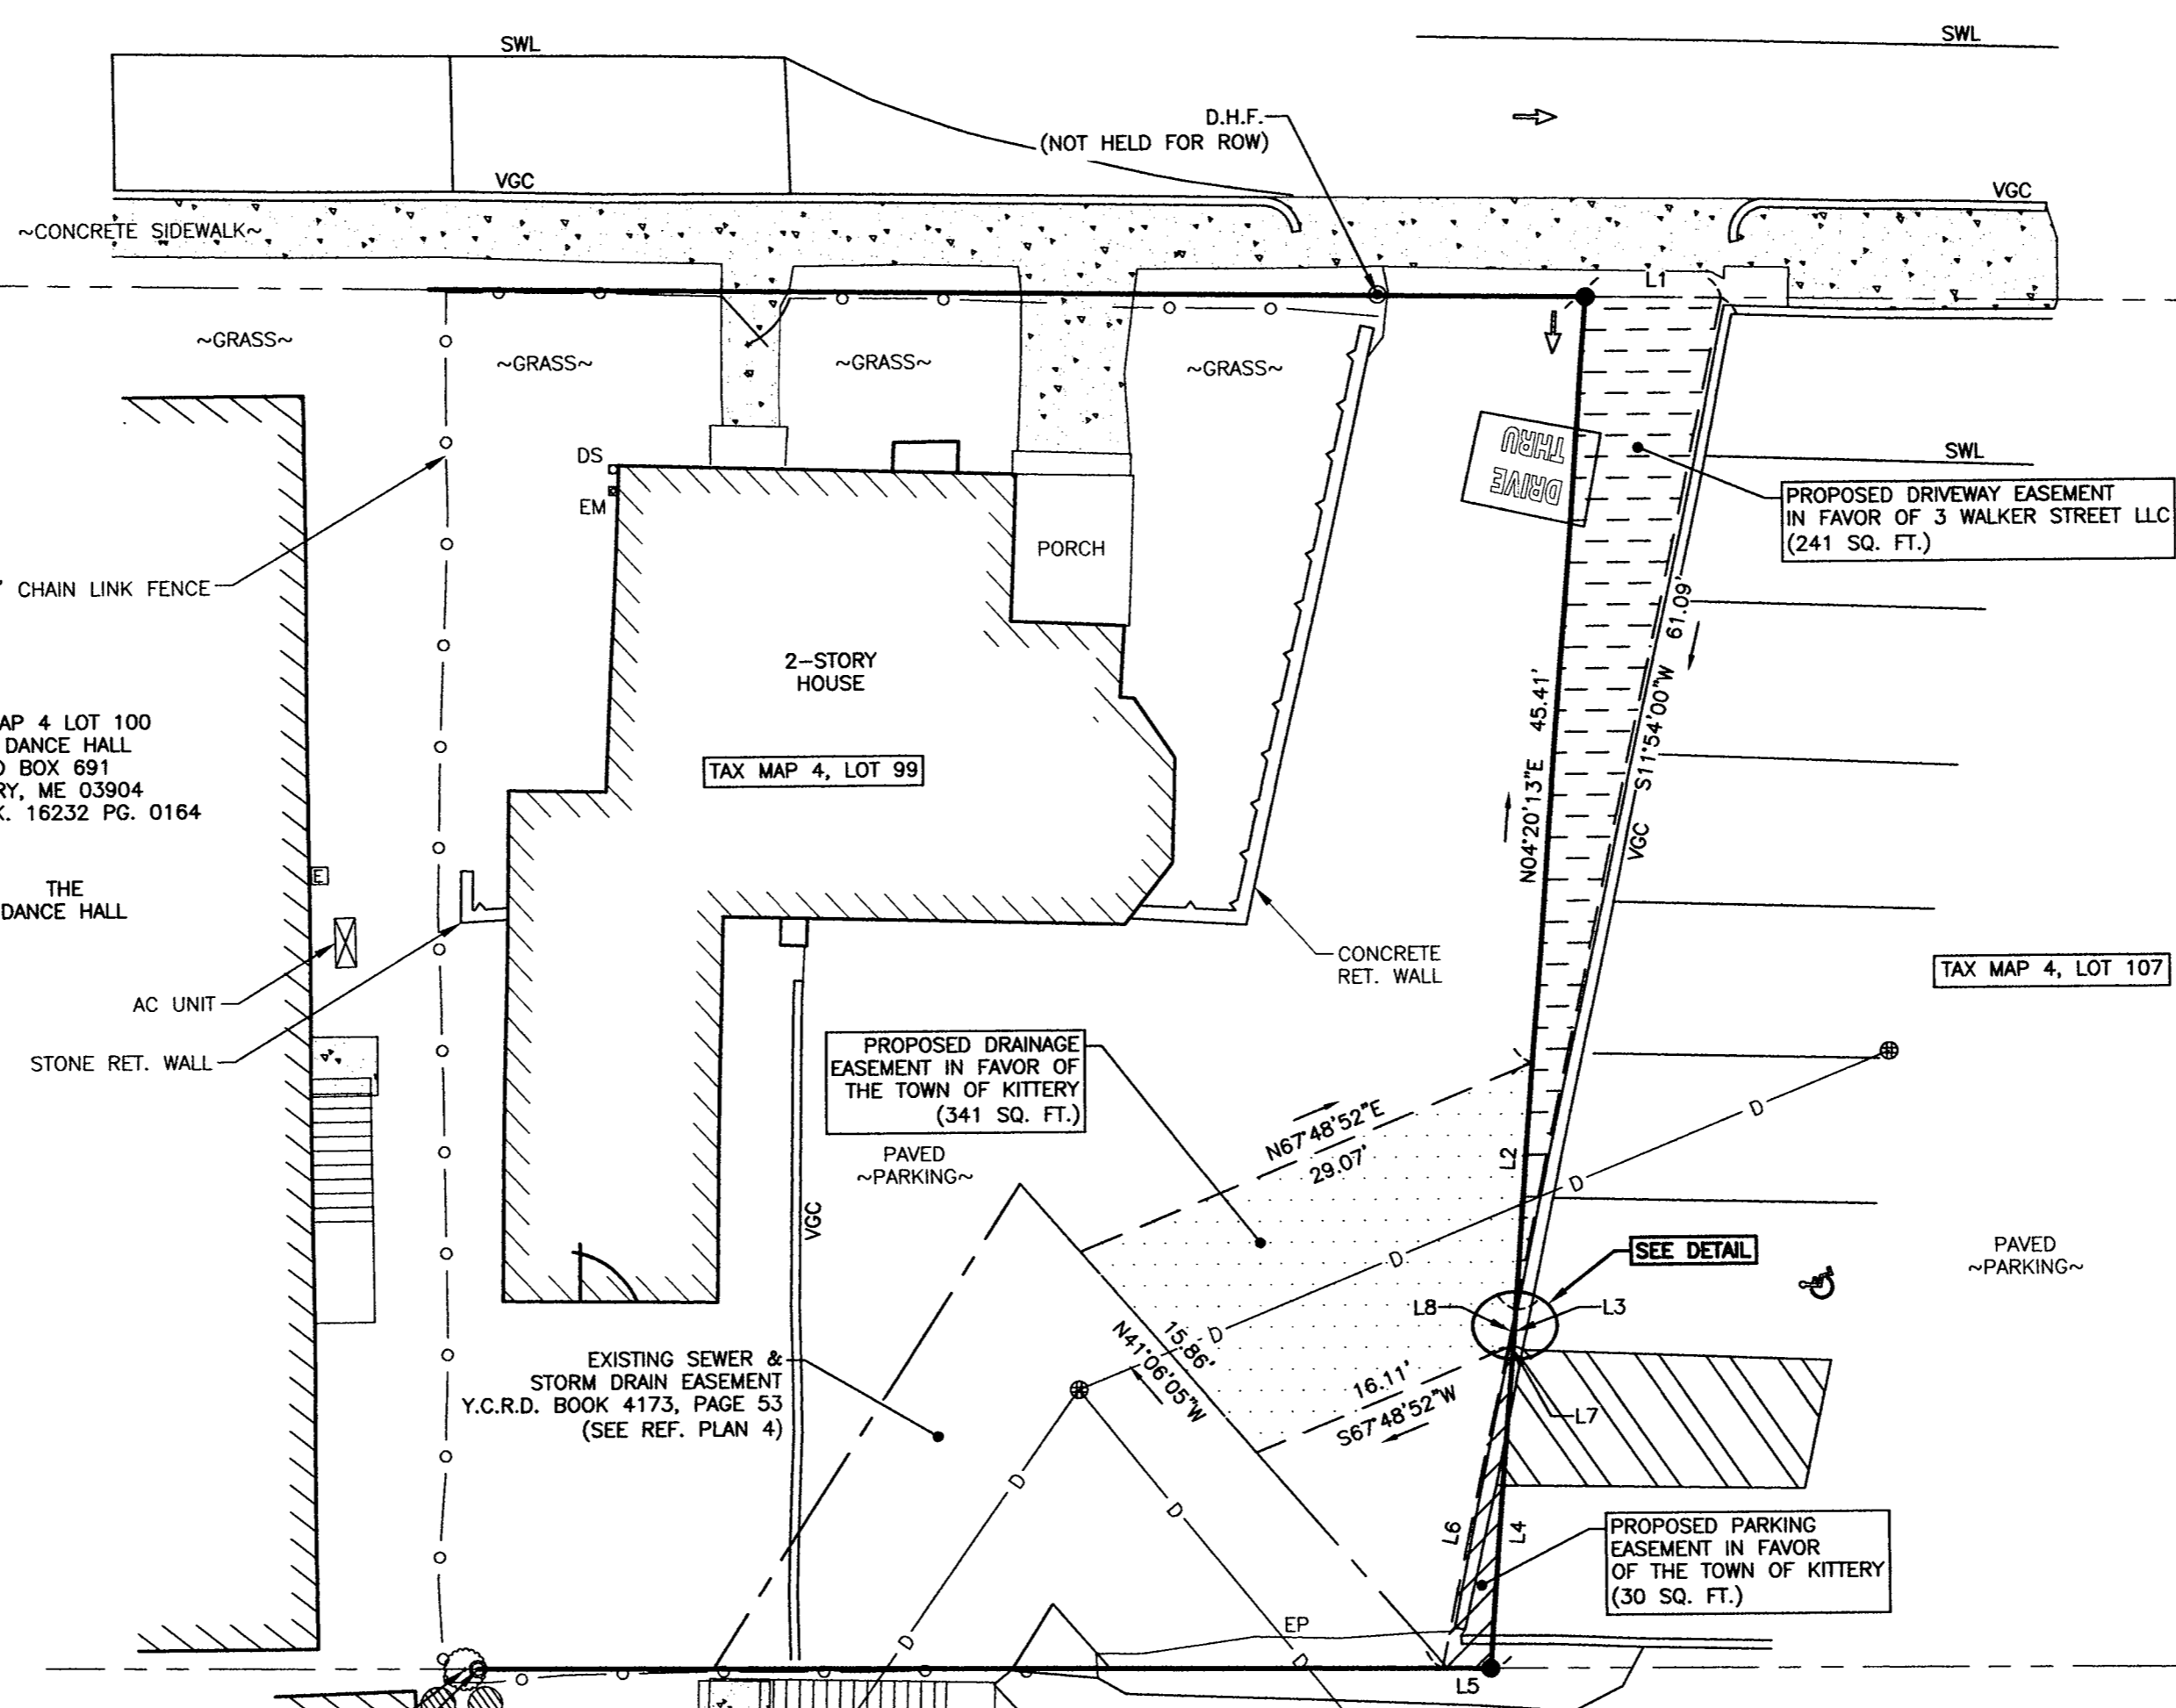 SWL
SWL
D.H.F.
(NOT HELD FOR ROW)
VGC
VGC
~CONCRETE SIDEWALK~
L1
~GRASS~
~GRASS~
~GRASS~
~GRASS~
DRIVE
THRU
DS
EM
SWL
PROPOSED DRIVEWAY EASEMENT
IN FAVOR OF 3 WALKER STREET LLC
(241 SQ. FT.)
PORCH
CHAIN LINK FENCE
61.09'
S11°54'00"W
2-STORY
HOUSE
45.41'
N04°20'13"E
AP 4 LOT 100
DANCE HALL
BOX 691
RY, ME 03904
K. 16232 PG. 0164
TAX MAP 4, LOT 99
VGC
E
THE
DANCE HALL
CONCRETE
RET. WALL
TAX MAP 4, LOT 107
AC UNIT
STONE RET. WALL
PROPOSED DRAINAGE
EASEMENT IN FAVOR OF
THE TOWN OF KITTERY
(341 SQ. FT.)
PAVED
~PARKING~
N67°48'52"E
29.07'
L2
D
D
D
D
VGC
SEE DETAIL
PAVED
~PARKING~
L8
L3
15.86'
N41°06'05"W
EXISTING SEWER &
STORM DRAIN EASEMENT
Y.C.R.D. BOOK 4173, PAGE 53
(SEE REF. PLAN 4)
16.11'
S67°48'52"W
L7
D
D
L6
L4
PROPOSED PARKING
EASEMENT IN FAVOR
OF THE TOWN OF KITTERY
(30 SQ. FT.)
EP
D
D
L5